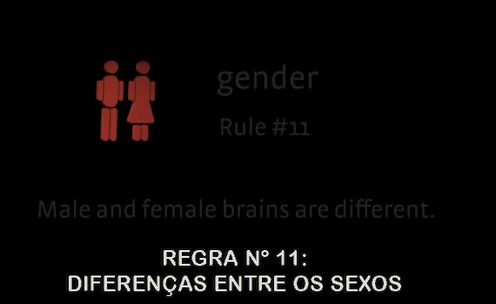 gender
Rule #11
Male and female brains are different.
REGRA Nº 11:
DIFERENÇAS ENTRE OS SEXOS